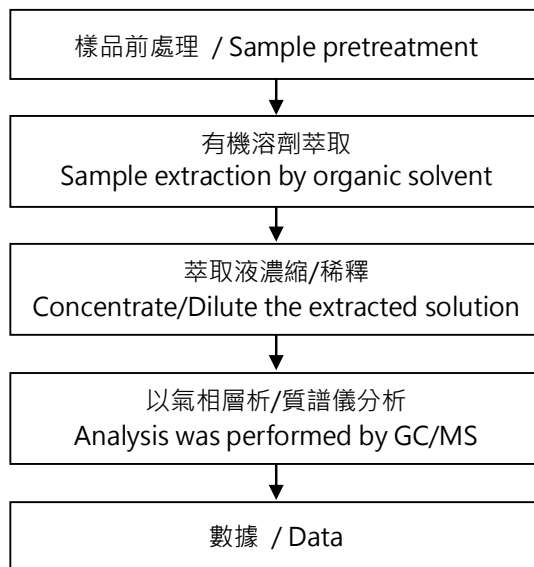 樣品前處理 / Sample pretreatment
有機溶劑萃取
Sample extraction by organic solvent
萃取液濃縮/稀釋
Concentrate/Dilute the extracted solution
以氣相層析/質譜儀分析
Analysis was performed by GC/MS
數據 / Data